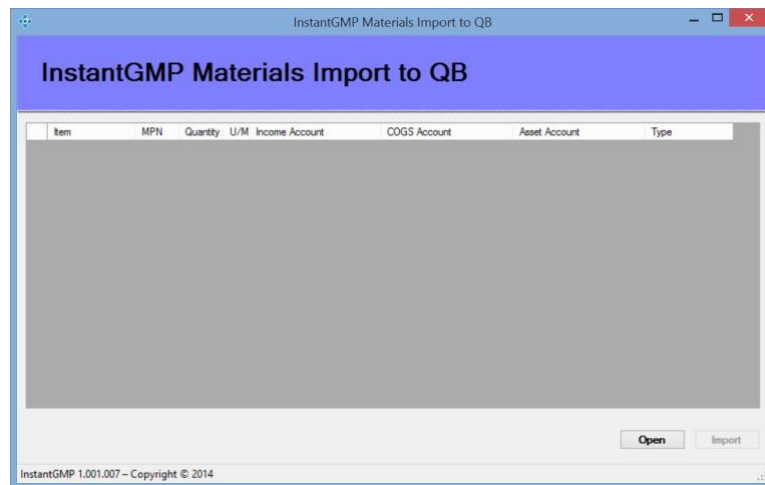 InstantGMP Materials Import to QB
InstantGMP Materials Import to QB
Item MPN Quantity U/M Income Account COGS Account Asset Account Type
Open Import
InstantGMP 1.001.007 – Copyright © 2014